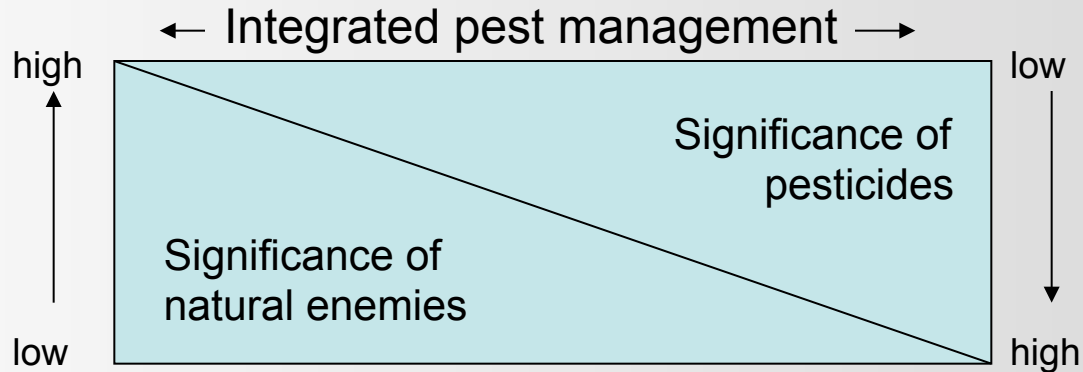 Integrated pest management
high
low
Significance of
pesticides
Significance of
natural enemies
low
high